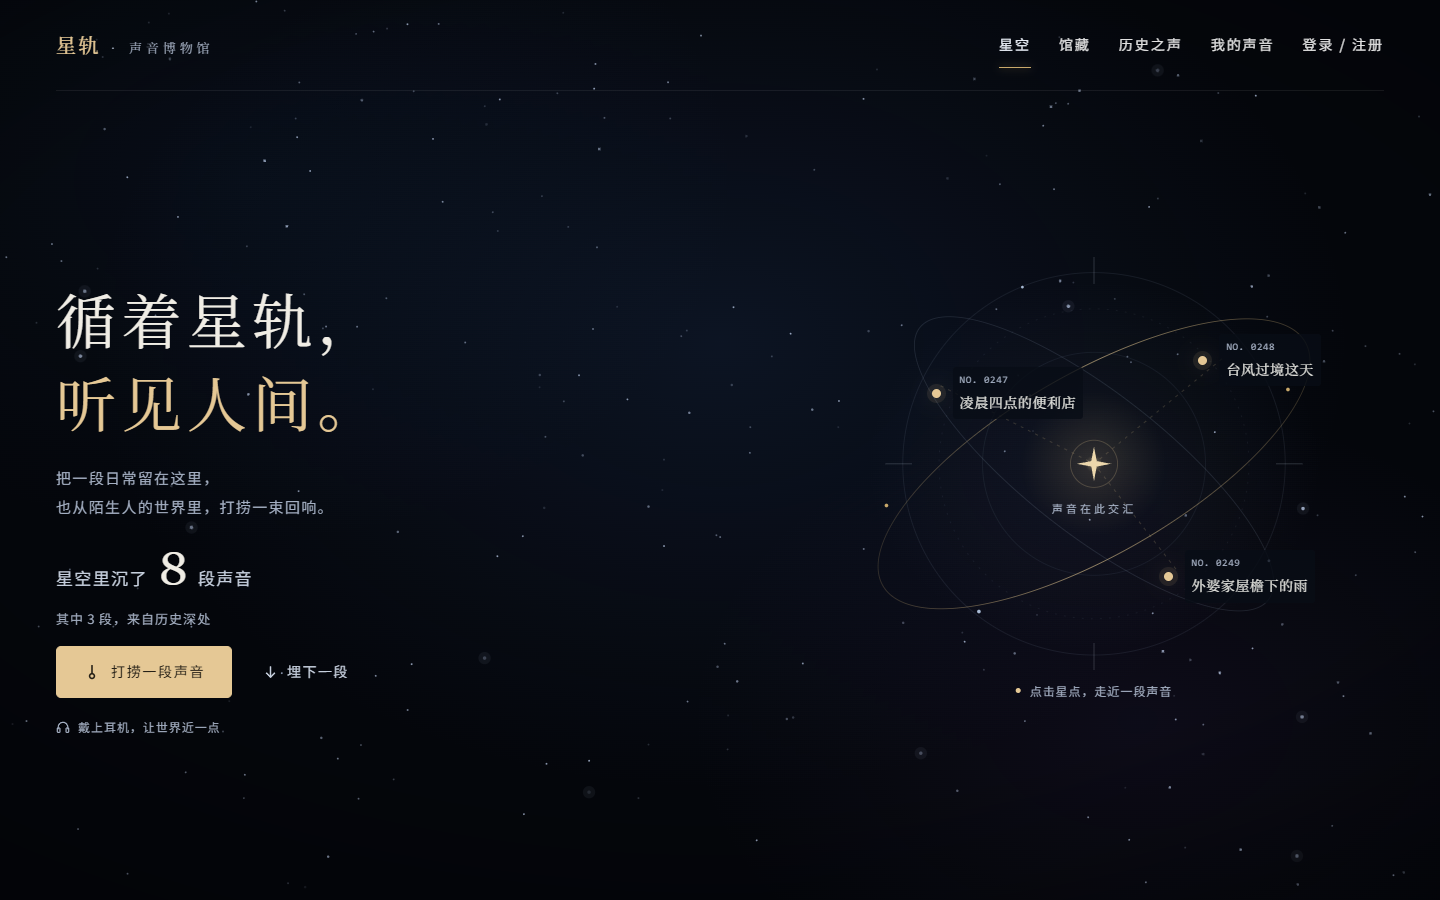 星轨 · 声音博物馆
星空 馆藏 历史之声 我的声音 登录 / 注册
循着星轨，
听见人间。
把一段日常留在这里，
也从陌生人的世界里，打捞一束回响。
星空里沉了 8 段声音
其中 3 段，来自历史深处
打捞一段声音
↓ 埋下一段
戴上耳机，让世界近一点
NO. 0248
台风过境这天
NO. 0247
凌晨四点的便利店
声音在此交汇
NO. 0249
外婆家屋檐下的雨
点击星点，走近一段声音